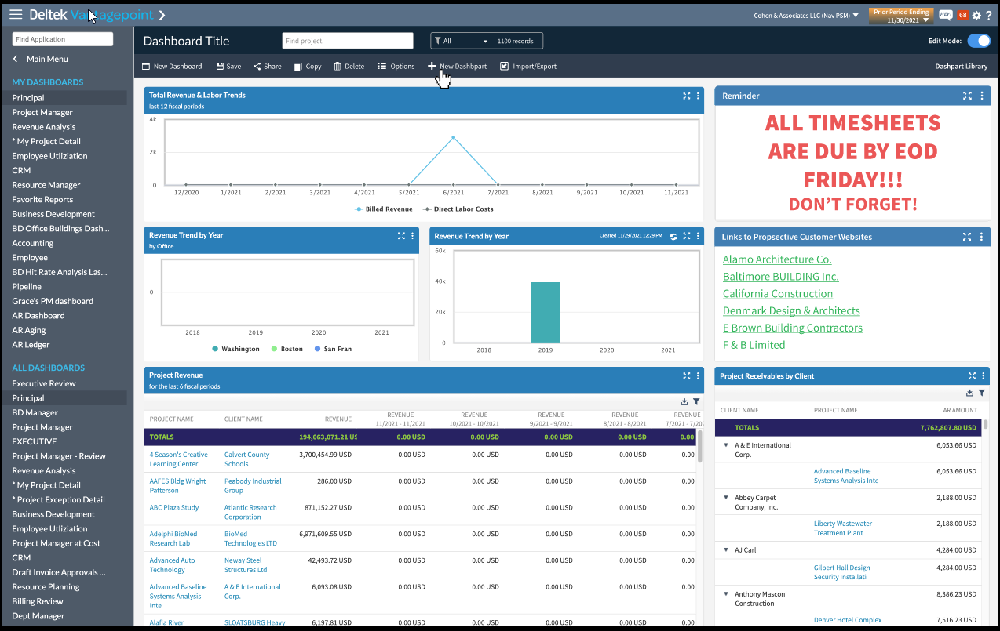 Deltek Vantagepoint
Cohen & Associates LLC (Nav PSM)
Prior Period Ending
11/30/2021
HEY!
68
?
Find Application
Main Menu
MY DASHBOARDS
Principal
Project Manager
Revenue Analysis
* My Project Detail
Employee Utliziation
CRM
Resource Manager
Favorite Reports
Business Development
BD Office Buildings Dash...
Accounting
Employee
BD Hit Rate Analysis Las...
Pipeline
Grace's PM dashboard
AR Dashboard
AR Aging
AR Ledger
ALL DASHBOARDS
Executive Review
Principal
BD Manager
Project Manager
EXECUTIVE
Project Manager - Review
Revenue Analysis
* My Project Detail
* Project Exception Detail
Business Development
Employee Utliziation
Project Manager at Cost
CRM
Draft Invoice Approvals ...
Resource Planning
Billing Review
Dept Manager
Dashboard Title
Find project
All
1100 records
Edit Mode:
New Dashboard
Save
Share
Copy
Delete
Options
New Dashbpart
Import/Export
Dashpart Library
Total Revenue & Labor Trends
last 12 fiscal periods
4k
2k
0
12/2020 1/2021 2/2021 3/2021 4/2021 5/2021 6/2021 7/2021 8/2021 9/2021 10/2021 11/2021
Billed Revenue Direct Labor Costs
Reminder
ALL TIMESHEETS
ARE DUE BY EOD
FRIDAY!!!
DON'T FORGET!
Revenue Trend by Year
by Office
0
2018 2019 2020 2021
Washington Boston San Fran
Revenue Trend by Year
Created 11/29/2021 12:29 PM
60k
40k
20k
0
2018 2019 2020 2021
Links to Propsective Customer Websites
Alamo Architecture Co.
Baltimore BUILDING Inc.
California Construction
Denmark Design & Architects
E Brown Building Contractors
F & B Limited
Project Revenue
for the last 6 fiscal periods
PROJECT NAME CLIENT NAME REVENUE REVENUE 11/2021 - 11/2021 REVENUE 10/2021 - 10/2021 REVENUE 9/2021 - 9/2021 REVENUE 8/2021 - 8/2021 REVENUE 7/2021 - 7/202
TOTALS 194,063,071.21 US 0.00 USD 0.00 USD 0.00 USD 0.00 USD 0.00
4 Season's Creative Learning Center Calvert County Schools 3,700,454.99 USD 0.00 USD 0.00 USD 0.00 USD 0.00 USD 0.00
AAFES Bldg Wright Patterson Peabody Industrial Group 286.00 USD 0.00 USD 0.00 USD 0.00 USD 0.00 USD 0.00
ABC Plaza Study Atlantic Research Corporation 871,152.27 USD 0.00 USD 0.00 USD 0.00 USD 0.00 USD 0.00
Adelphi BioMed Research Lab BioMed Technologies LTD 6,971,609.55 USD 0.00 USD 0.00 USD 0.00 USD 0.00 USD 0.00
Advanced Auto Technology Neway Steel Structures Ltd 42,493.72 USD 0.00 USD 0.00 USD 0.00 USD 0.00 USD 0.00
Advanced Baseline Systems Analysis Inte A & E International Corp. 6,093.08 USD 0.00 USD 0.00 USD 0.00 USD 0.00 USD 0.00
Alafia River SLOATSBURG Heavy 6,197.81 USD 0.00 USD 0.00 USD 0.00 USD 0.00 USD 0.00
Project Receivables by Client
CLIENT NAME PROJECT NAME AR AMOUNT
TOTALS 7,762,807.80 USD
A & E International Corp. 6,053.66 USD
Advanced Baseline Systems Analysis Inte 6,053.66 USD
Abbey Carpet Company, Inc. 2,188.00 USD
Liberty Wastewater Treatment Plant 2,188.00 USD
AJ Carl 4,284.00 USD
Gilbert Hall Design Security Installati 4,284.00 USD
Anthony Masconi Construction 8,386.23 USD
Denver Hotel Complex 7,516.23 USD